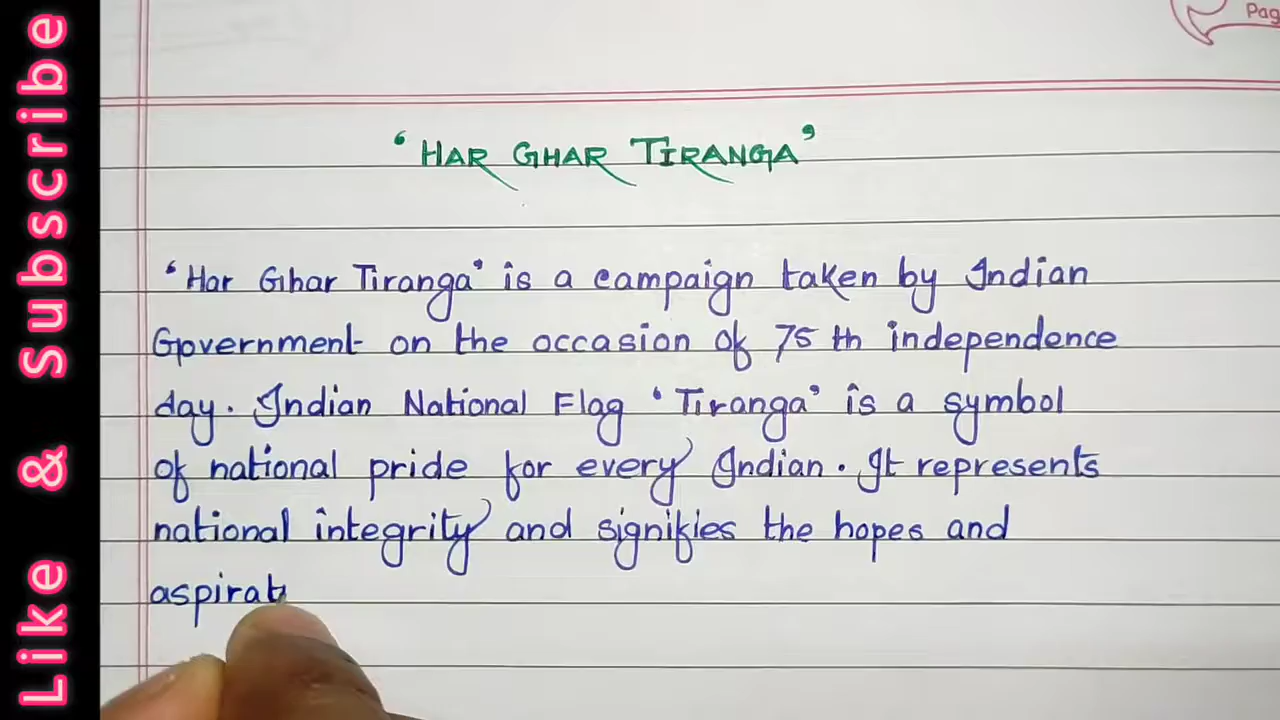 Like & Subscribe
Pag
‘HAR GHAR TIRANGA’
‘Har Ghar Tiranga’ is a campaign taken by Indian
Government on the occasion of 75 th independence
day. Indian National Flag ‘Tiranga’ is a symbol
of national pride for every Indian. It represents
national integrity and signifies the hopes and
aspirat